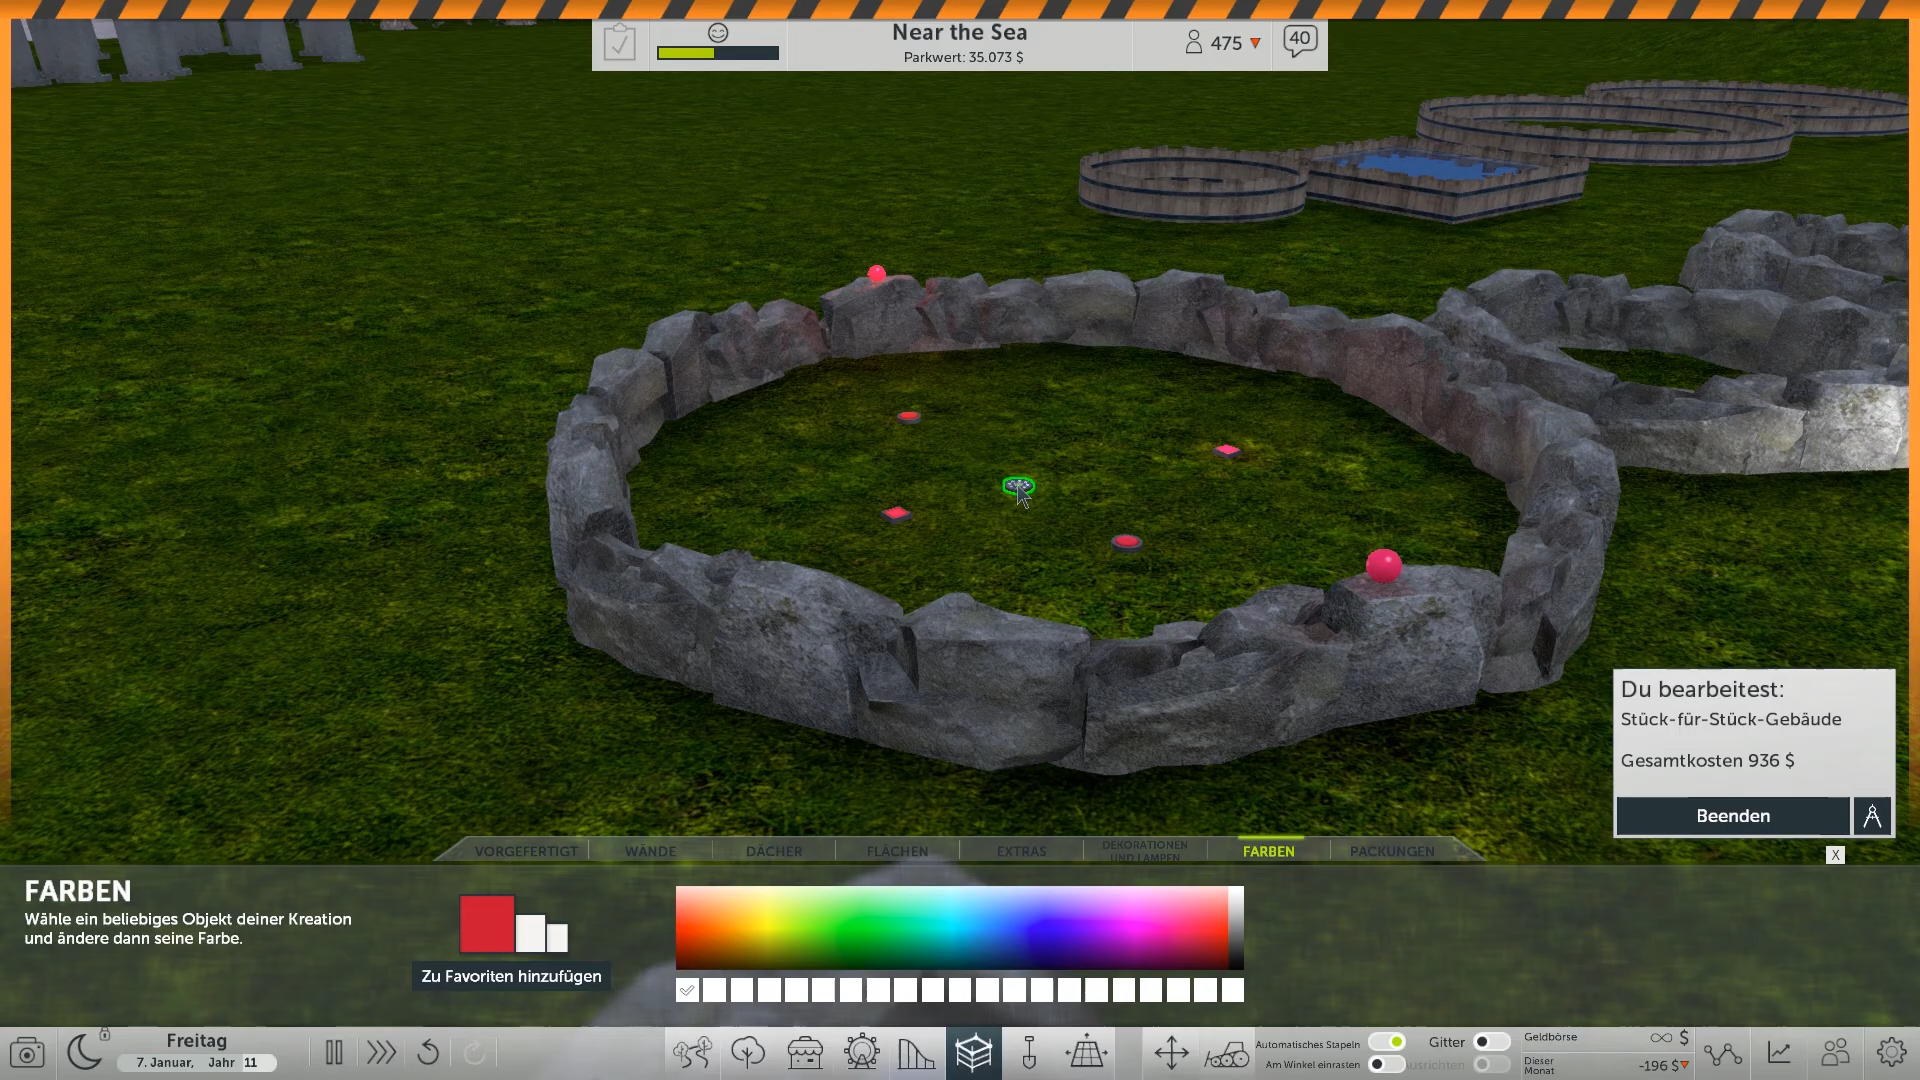 Near the Sea
Parkwert: 35.073 $
475
40
Du bearbeitest:
Stück-für-Stück-Gebäude
Gesamtkosten 936 $
Beenden
VORGEFERTIGT
WÄNDE
DÄCHER
FLÄCHEN
EXTRAS
DEKORATIONEN
UND LAMPEN
FARBEN
PACKUNGEN
X
FARBEN
Wähle ein beliebiges Objekt deiner Kreation
und ändere dann seine Farbe.
Zu Favoriten hinzufügen
Freitag
7. Januar, Jahr 11
Automatisches Stapeln
Gitter
Am Winkel einrasten
Geldbörse
∞ $
Dieser
Monat
-196 $